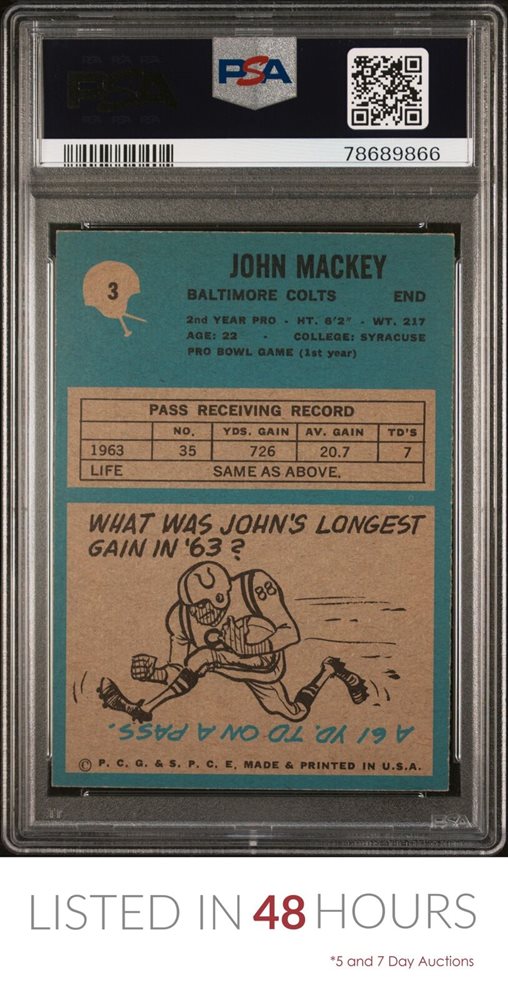 PSA
78689866
3
JOHN MACKEY
BALTIMORE COLTS END
2nd YEAR PRO - HT. 6'2" - WT. 217
AGE: 22 - COLLEGE: SYRACUSE
PRO BOWL GAME (1st year)
PASS RECEIVING RECORD
NO. YDS. GAIN AV. GAIN TD'S
1963 35 726 20.7 7
LIFE SAME AS ABOVE.
WHAT WAS JOHN'S LONGEST
GAIN IN '63?
88
A 61 YD. TD ON A PASS.
© P. C. G. & S. P. C. E. MADE & PRINTED IN U.S.A.
PSA
LISTED IN 48 HOURS
*5 and 7 Day Auctions